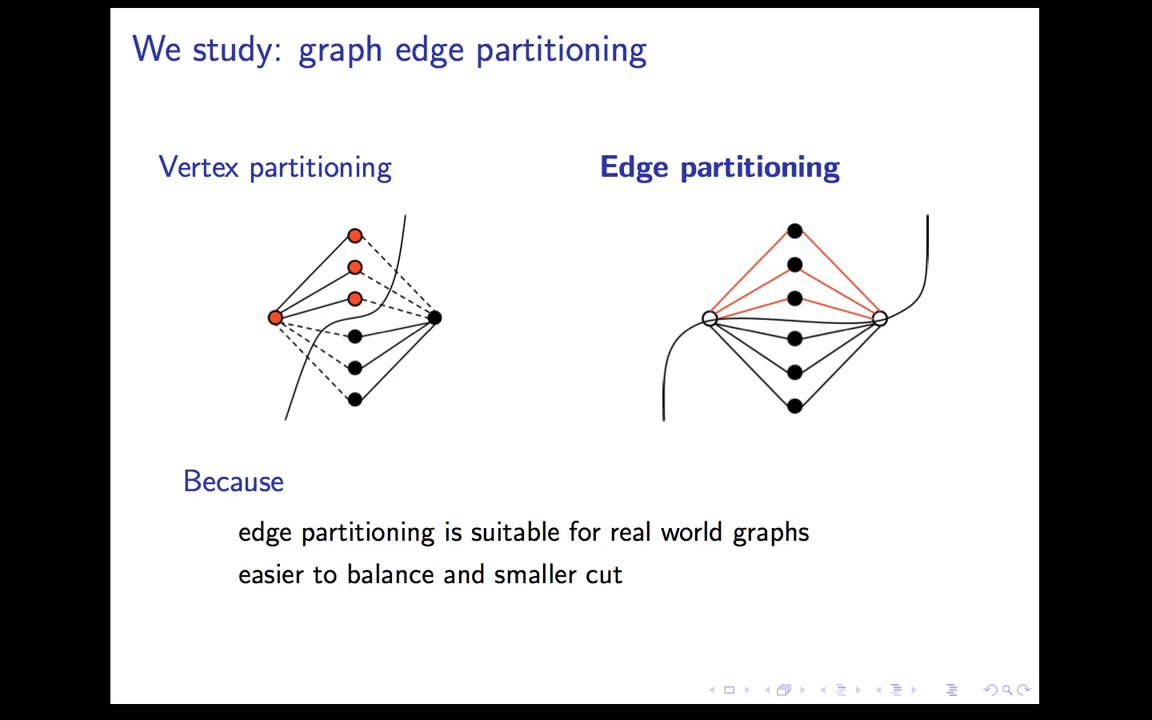 We study: graph edge partitioning
Vertex partitioning
Edge partitioning
Because
edge partitioning is suitable for real world graphs
easier to balance and smaller cut